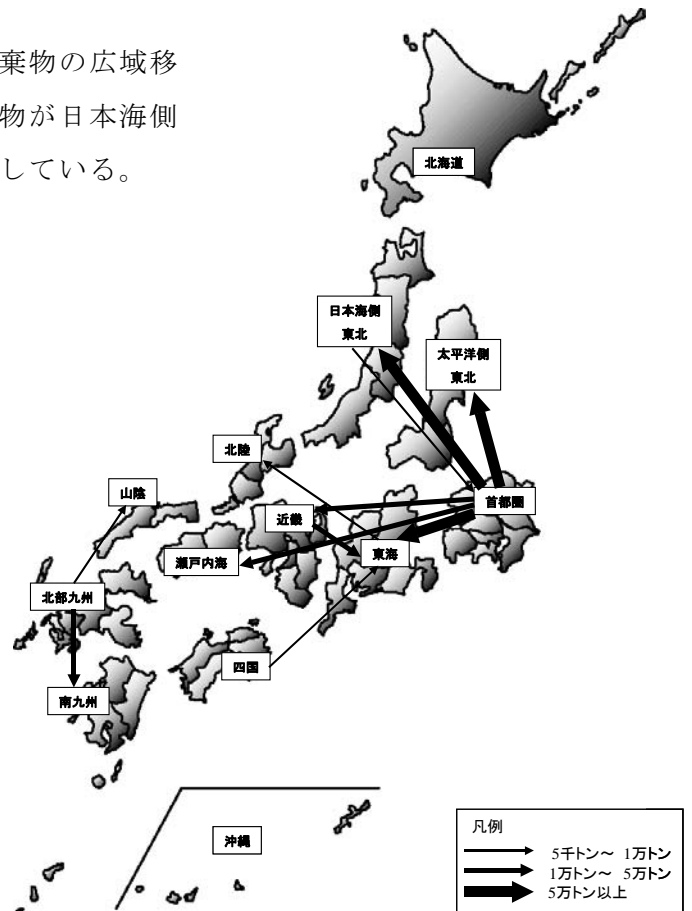 棄物の広域移
物が日本海側
している。
北海道
日本海側
東北
太平洋側
東北
北陸
山陰
首都圏
近畿
東海
瀬戸内海
北部九州
四国
南九州
沖縄
凡例
5千トン～ 1万トン
1万トン～ 5万トン
5万トン以上